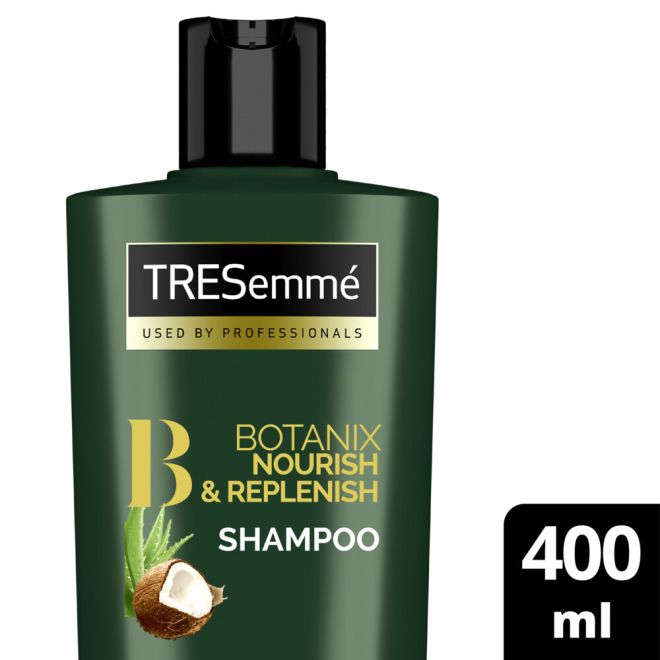 TRESemmé
USED BY PROFESSIONALS
B
BOTANIX
NOURISH
& REPLENISH
SHAMPOO
400
ml